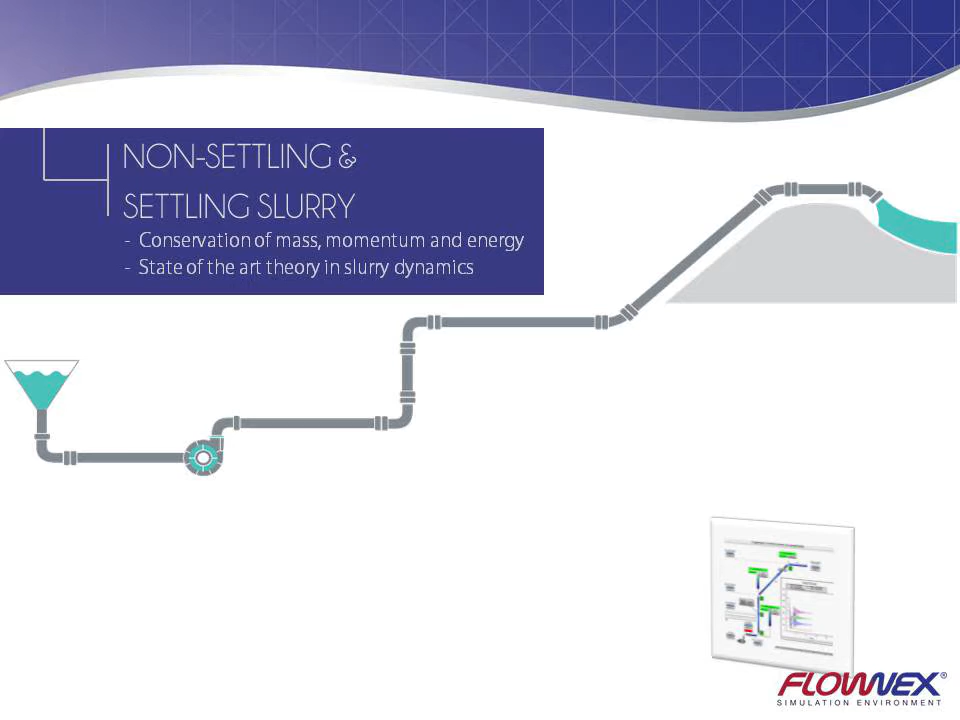 NON-SETTLING &
SETTLING SLURRY
- Conservation of mass, momentum and energy
- State of the art theory in slurry dynamics
FLOWNEX®
SIMULATION ENVIRONMENT